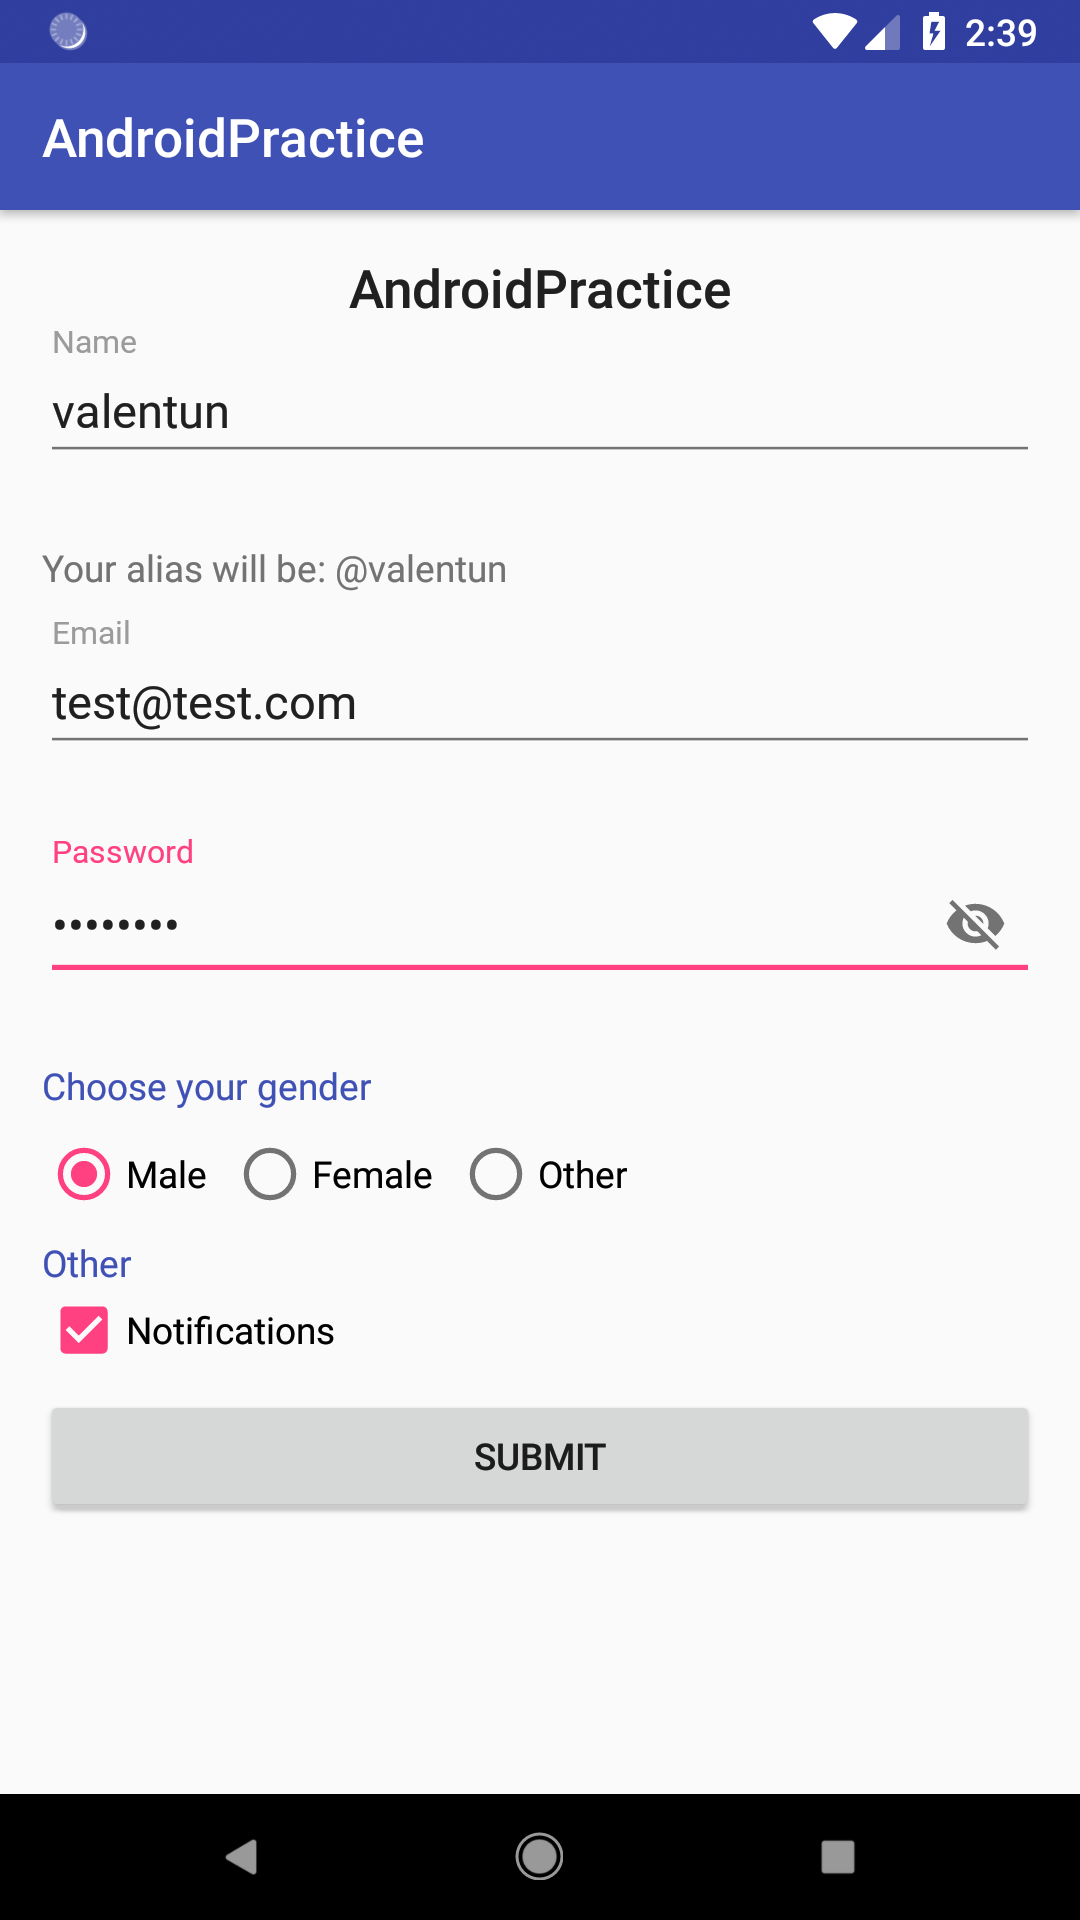 2:39
AndroidPractice
AndroidPractice
Name
valentun
Your alias will be: @valentun
Email
test@test.com
Password
••••••••
Choose your gender
Male Female Other
Other
Notifications
SUBMIT